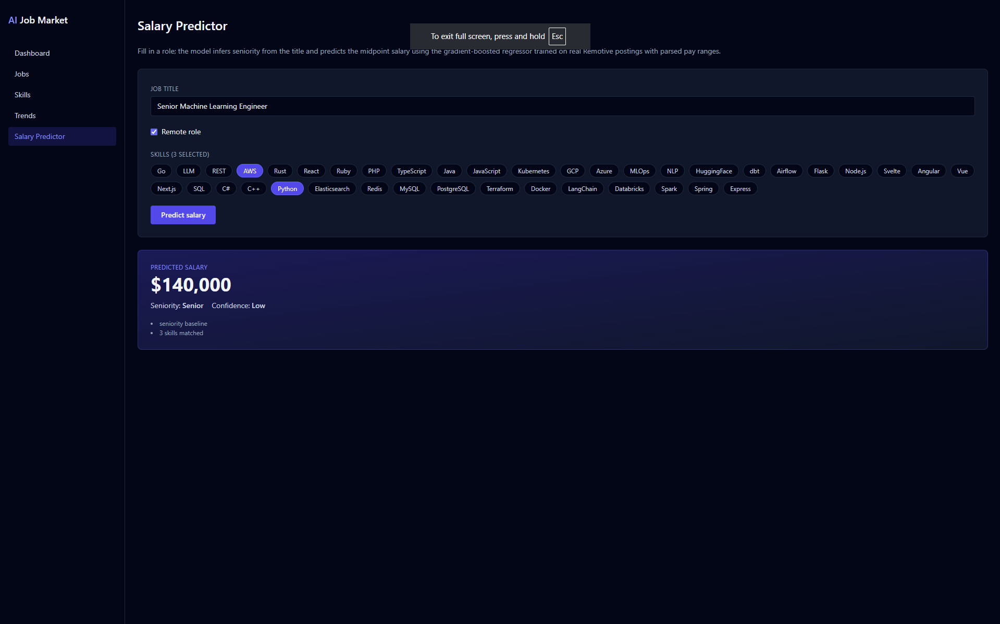 AI Job Market
Dashboard
Jobs
Skills
Trends
Salary Predictor
Salary Predictor
To exit full screen, press and hold Esc
Fill in a role; the model infers seniority from the title and predicts the midpoint salary using the gradient-boosted regressor trained on real Remotive postings with parsed pay ranges.
JOB TITLE
Senior Machine Learning Engineer
Remote role
SKILLS (3 SELECTED)
Go LLM REST AWS Rust React Ruby PHP TypeScript Java JavaScript Kubernetes GCP Azure MLOps NLP HuggingFace dbt Airflow Flask Node.js Svelte Angular Vue
Next.js SQL C# C++ Python Elasticsearch Redis MySQL PostgreSQL Terraform Docker LangChain Databricks Spark Spring Express
Predict salary
PREDICTED SALARY
$140,000
Seniority: Senior Confidence: Low
• seniority baseline
• 3 skills matched